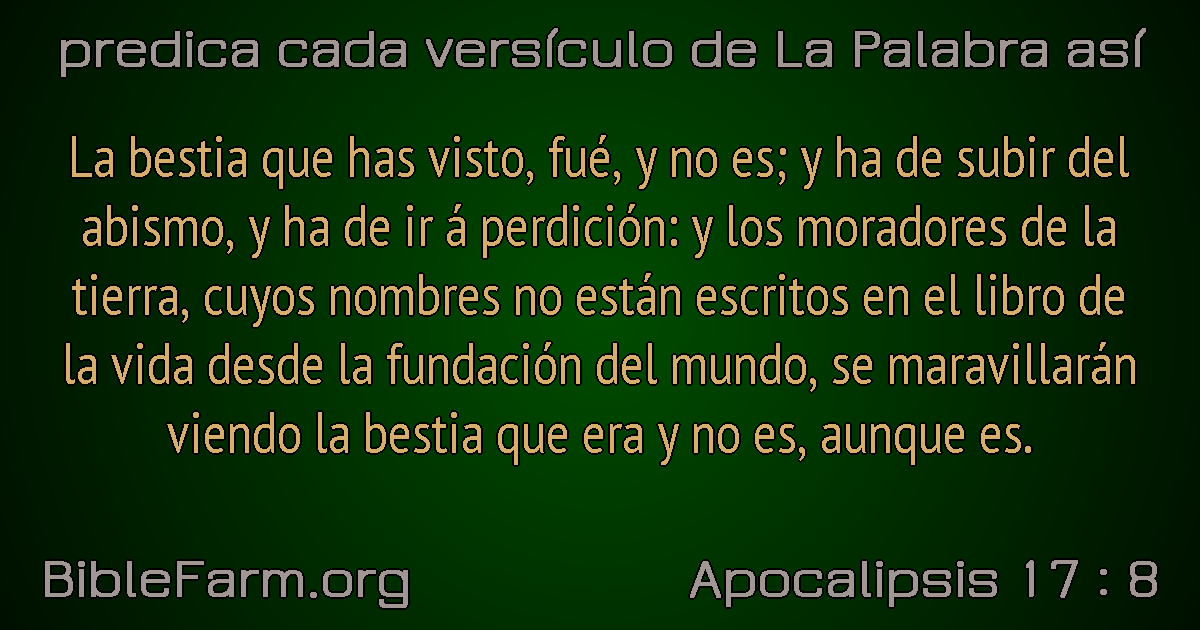 predica cada versículo de La Palabra así
La bestia que has visto, fué, y no es; y ha de subir del
abismo, y ha de ir á perdición: y los moradores de la
tierra, cuyos nombres no están escritos en el libro de
la vida desde la fundación del mundo, se maravillarán
viendo la bestia que era y no es, aunque es.
BibleFarm.org
Apocalipsis 17 : 8